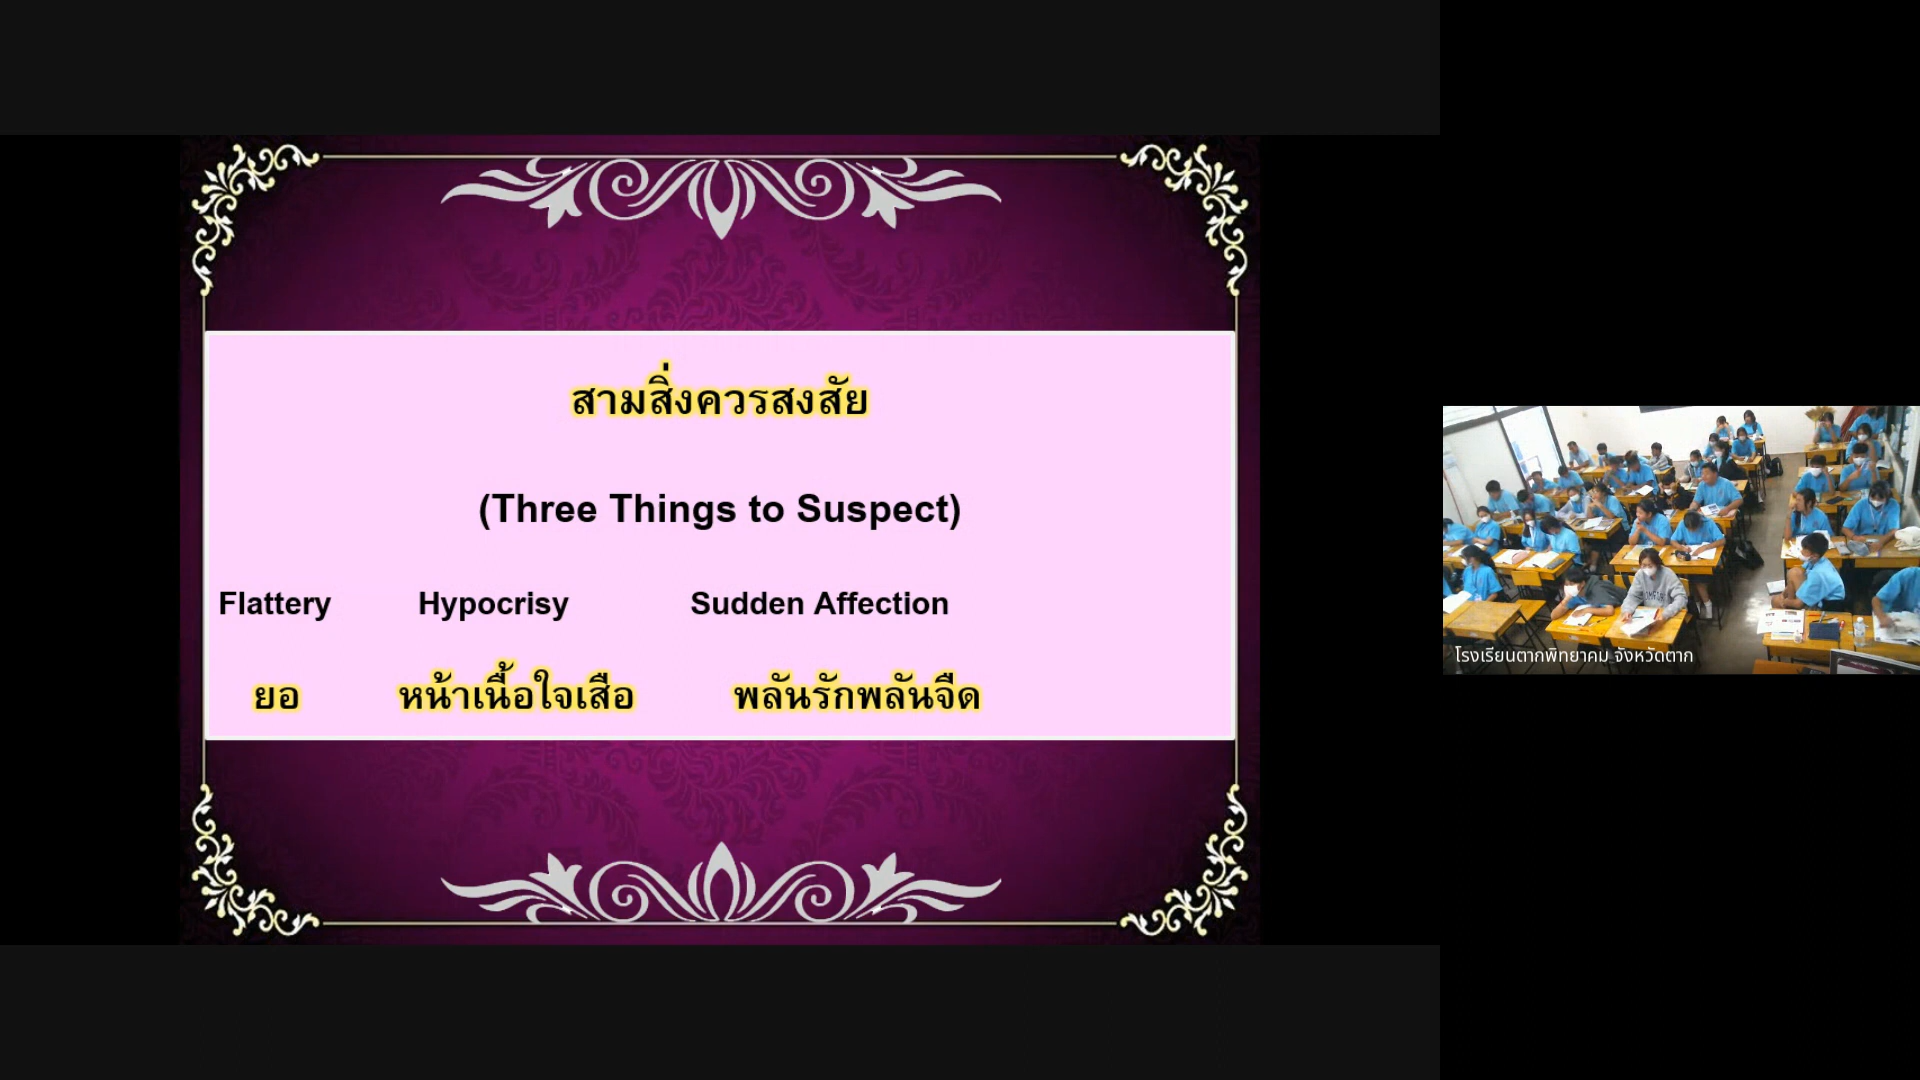 สามสิ่งควรสงสัย
(Three Things to Suspect)
Flattery Hypocrisy Sudden Affection
ยอ หน้าเนื้อใจเสือ พลันรักพลันจืด
โรงเรียนตากพิทยาคม จังหวัดตาก